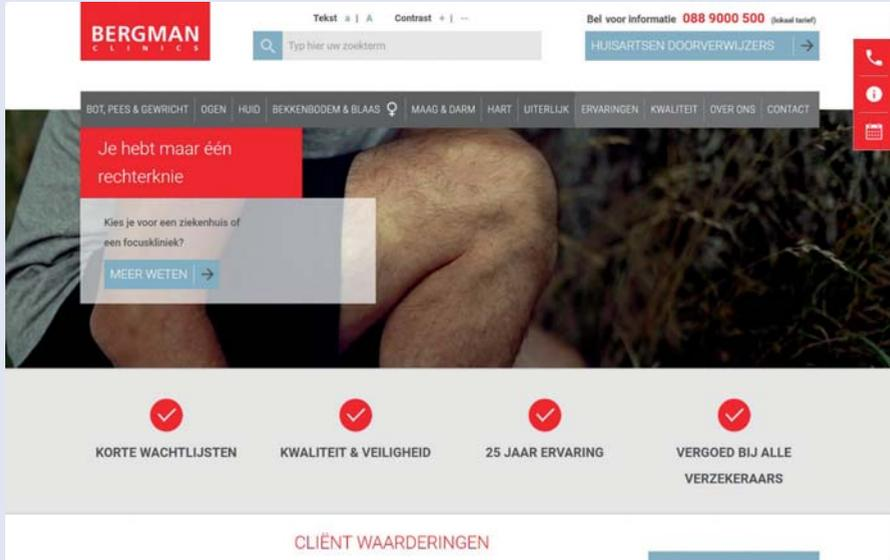 BERGMAN
CLINICS
Tekst a | A Contrast + | --
Typ hier uw zoekterm
Bel voor informatie 088 9000 500 (lokaal tarief)
HUISARTSEN DOORVERWIJZERS
BOT, PEES & GEWRICHT OGEN HUID BEKKENBODEM & BLAAS MAAG & DARM HART UITERLIJK ERVARINGEN KWALITEIT OVER ONS CONTACT
Je hebt maar één
rechterknie
Kies je voor een ziekenhuis of
een focuskliniek?
MEER WETEN
KORTE WACHTLIJSTEN
KWALITEIT & VEILIGHEID
25 JAAR ERVARING
VERGOED BIJ ALLE
VERZEKERAARS
CLIËNT WAARDERINGEN